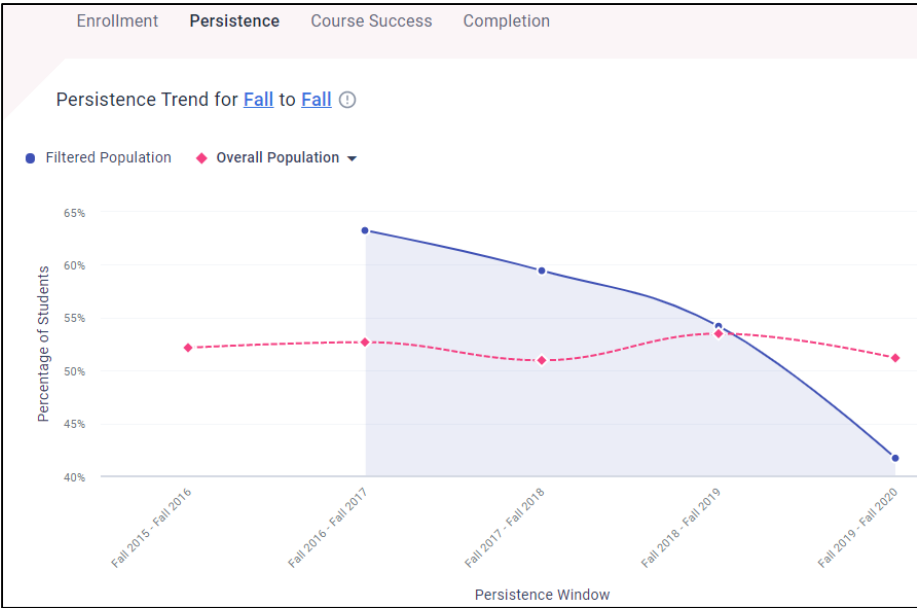 Enrollment Persistence Course Success Completion
Persistence Trend for Fall to Fall
Filtered Population Overall Population
65%
60%
55%
50%
45%
40%
Percentage of Students
Fall 2015 - Fall 2016
Fall 2016 - Fall 2017
Fall 2017 - Fall 2018
Fall 2018 - Fall 2019
Fall 2019 - Fall 2020
Persistence Window